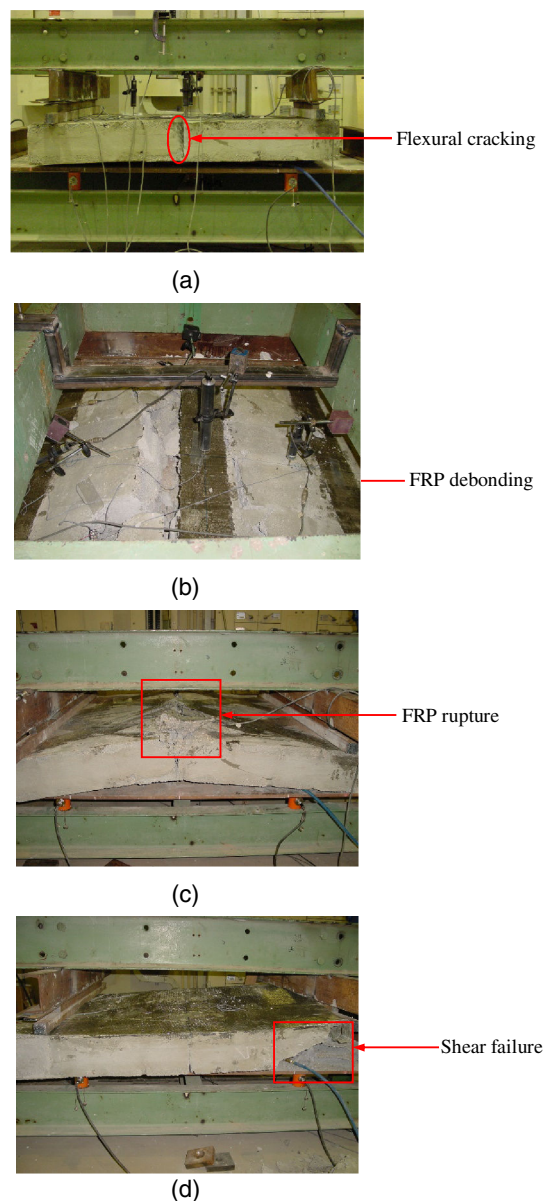 Flexural cracking
(a)
FRP debonding
(b)
FRP rupture
(c)
Shear failure
(d)